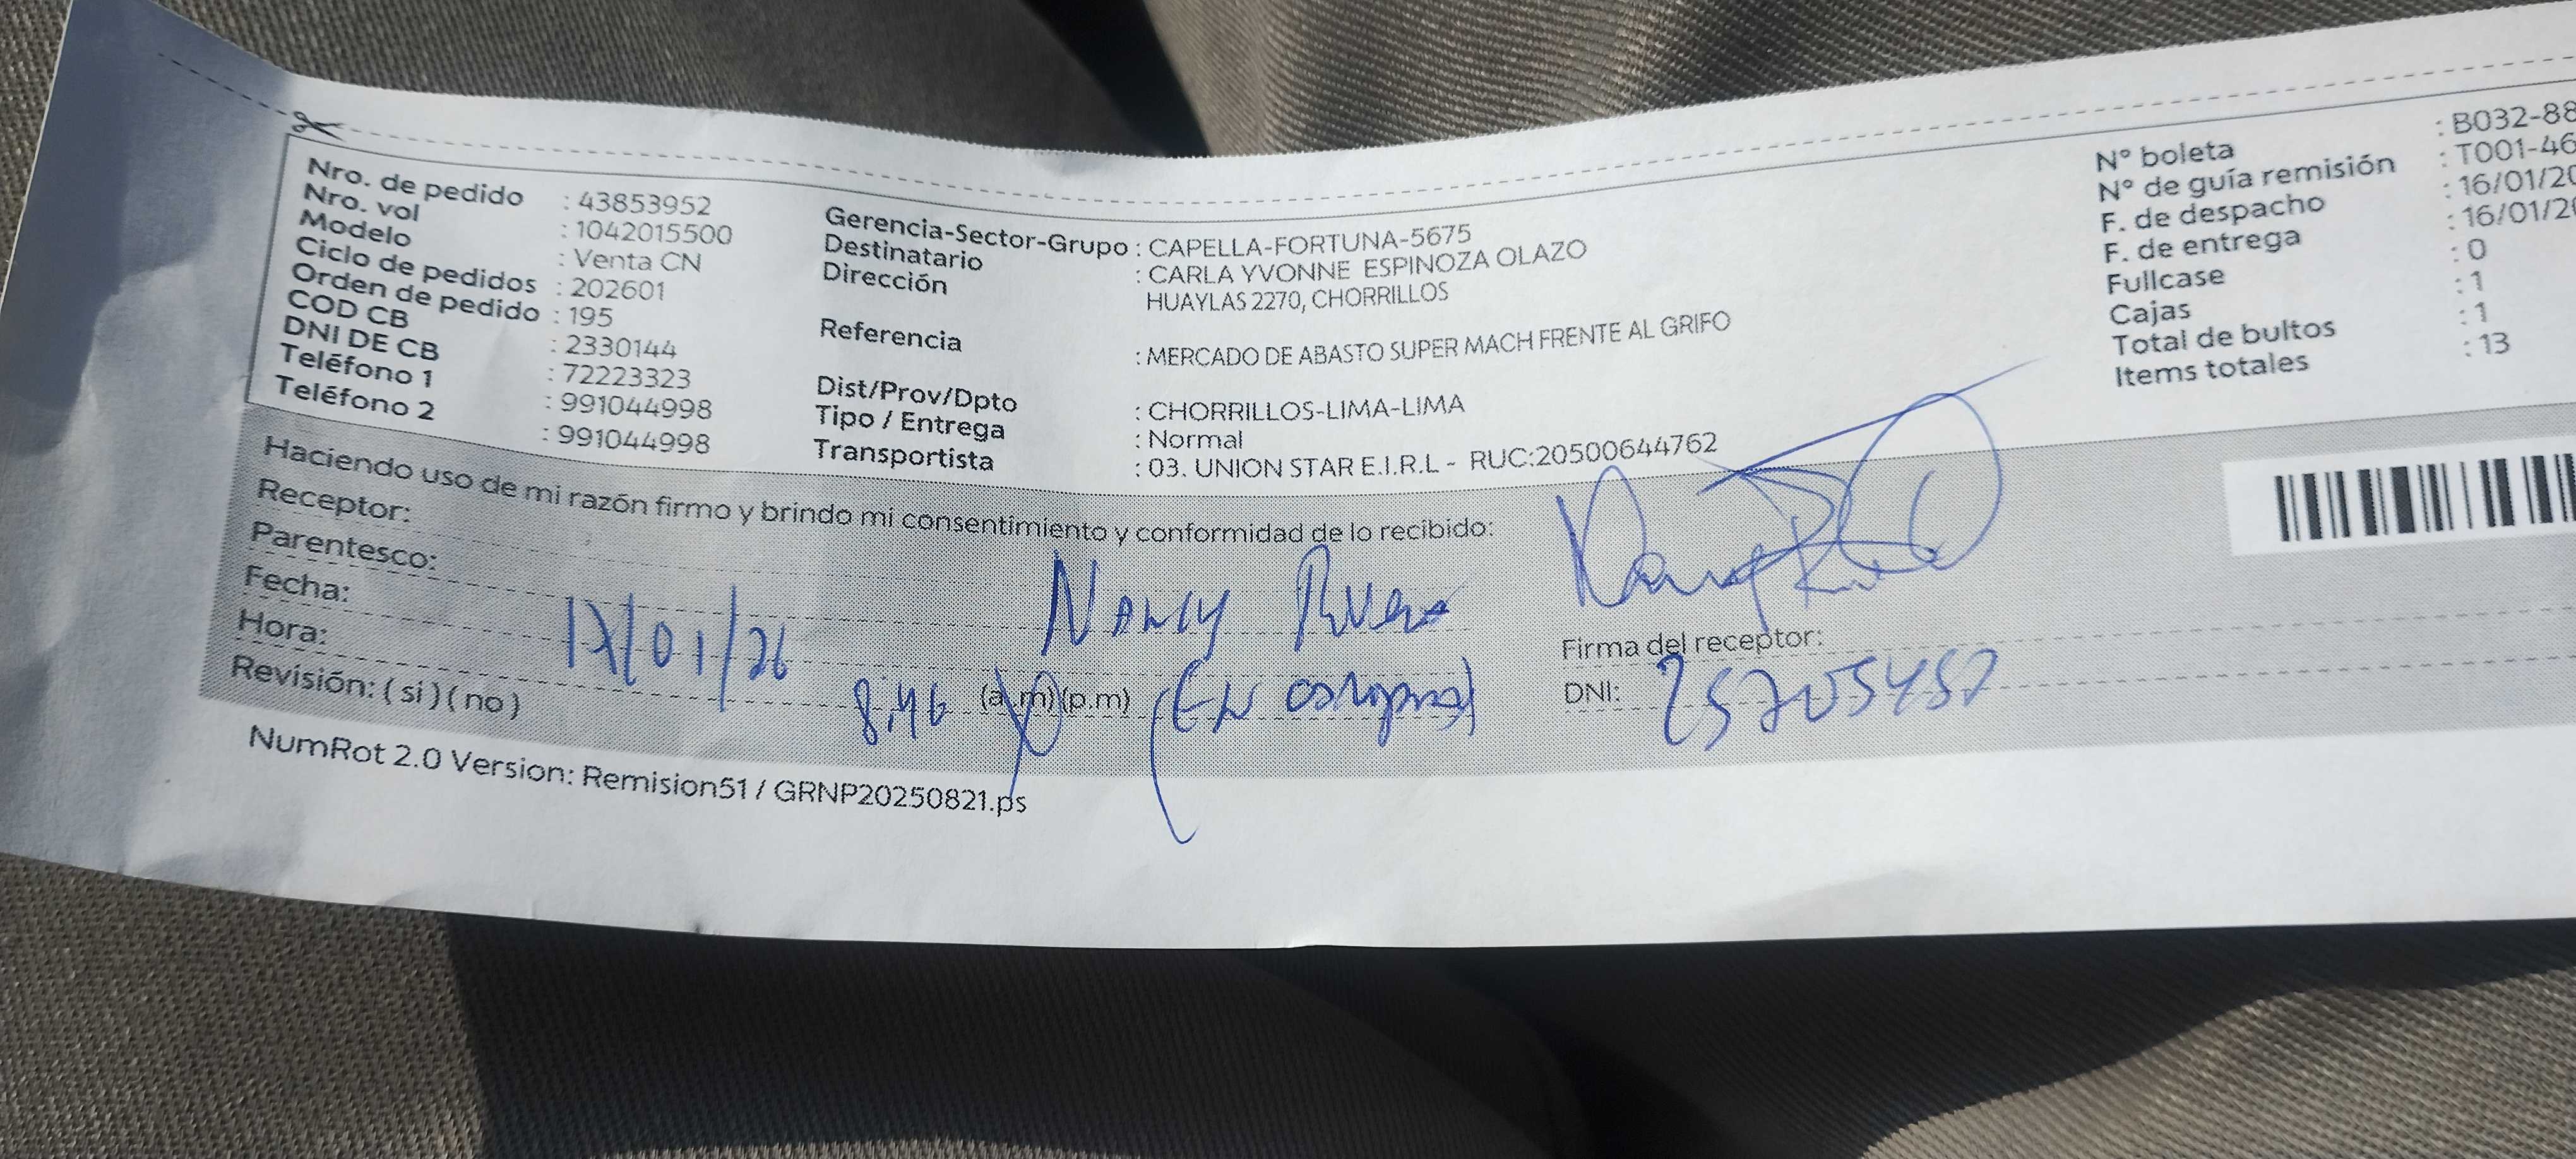 Nro. de pedido : 43853952
Nro. vol : 1042015500
Modelo : Venta CN
Ciclo de pedidos : 202601
Orden de pedido : 195
COD CB : 2330144
DNI DE CB : 72223323
Teléfono 1 : 991044998
Teléfono 2 : 991044998
Gerencia-Sector-Grupo : CAPELLA-FORTUNA-5675
Destinatario : CARLA YVONNE ESPINOZA OLAZO
Dirección HUAYLAS 2270, CHORRILLOS
Referencia : MERCADO DE ABASTO SUPER MACH FRENTE AL GRIFO
Dist/Prov/Dpto : CHORRILLOS-LIMA-LIMA
Tipo / Entrega : Normal
Transportista : 03. UNION STAR E.I.R.L - RUC:20500644762
N° boleta : B032-88
N° de guía remisión : T001-46
F. de despacho : 16/01/20
F. de entrega : 16/01/20
Fullcase : 0
Cajas : 1
Total de bultos : 1
Items totales : 13
Haciendo uso de mi razón firmo y brindo mi consentimiento y conformidad de lo recibido:
Receptor: Nancy Rivera
Parentesco:
Fecha: 17/01/26
Hora: 8:46 (a.m)(p.m)
Revisión: ( si ) ( no )
Firma del receptor:
DNI:
NumRot 2.0 Version: Remision51 / GRNP20250821.ps